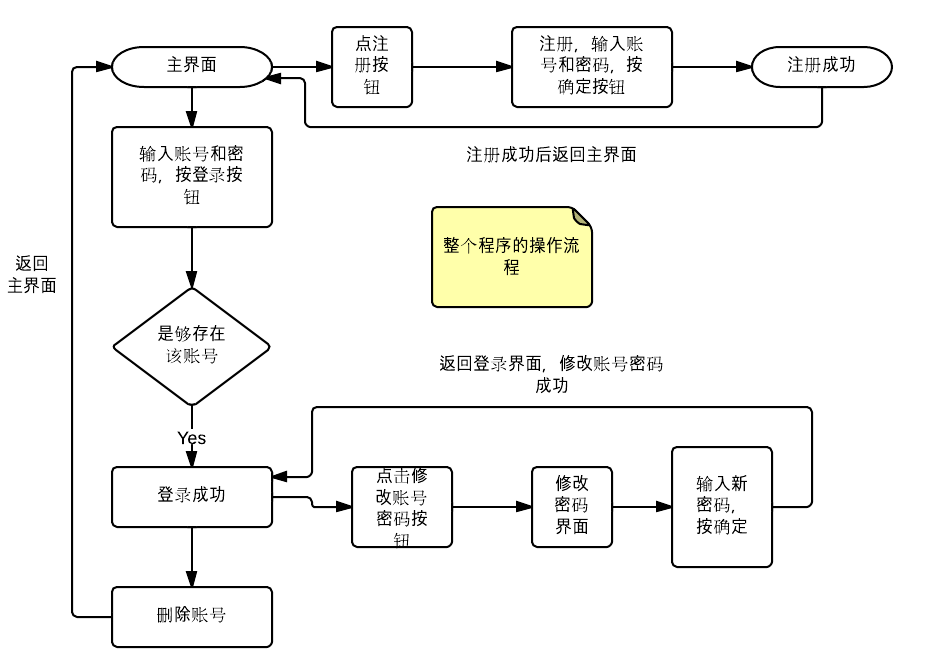 主界面
点注
册按
钮
注册，输入账
号和密码，按
确定按钮
注册成功
注册成功后返回主界面
输入账号和密
码，按登录按
钮
整个程序的操作流
程
返回
主界面
是够存在
该账号
返回登录界面，修改账号密码
成功
Yes
登录成功
点击修
改账号
密码按
钮
修改
密码
界面
输入新
密码，
按确定
删除账号